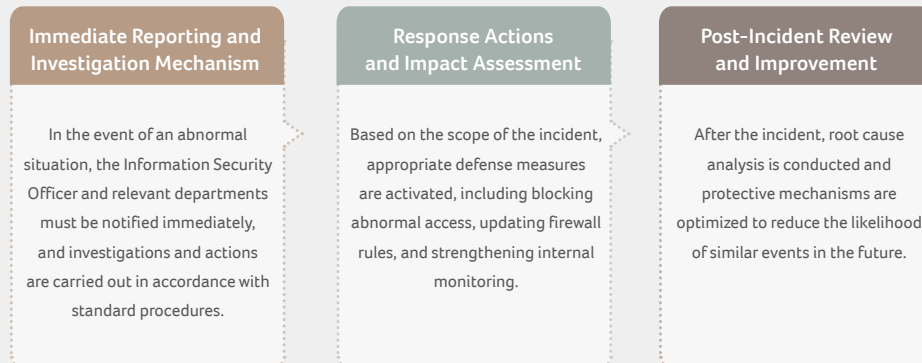 Immediate Reporting and
Investigation Mechanism
In the event of an abnormal
situation, the Information Security
Officer and relevant departments
must be notified immediately,
and investigations and actions
are carried out in accordance with
standard procedures.
Response Actions
and Impact Assessment
Based on the scope of the incident,
appropriate defense measures
are activated, including blocking
abnormal access, updating firewall
rules, and strengthening internal
monitoring.
Post-Incident Review
and Improvement
After the incident, root cause
analysis is conducted and
protective mechanisms are
optimized to reduce the likelihood
of similar events in the future.